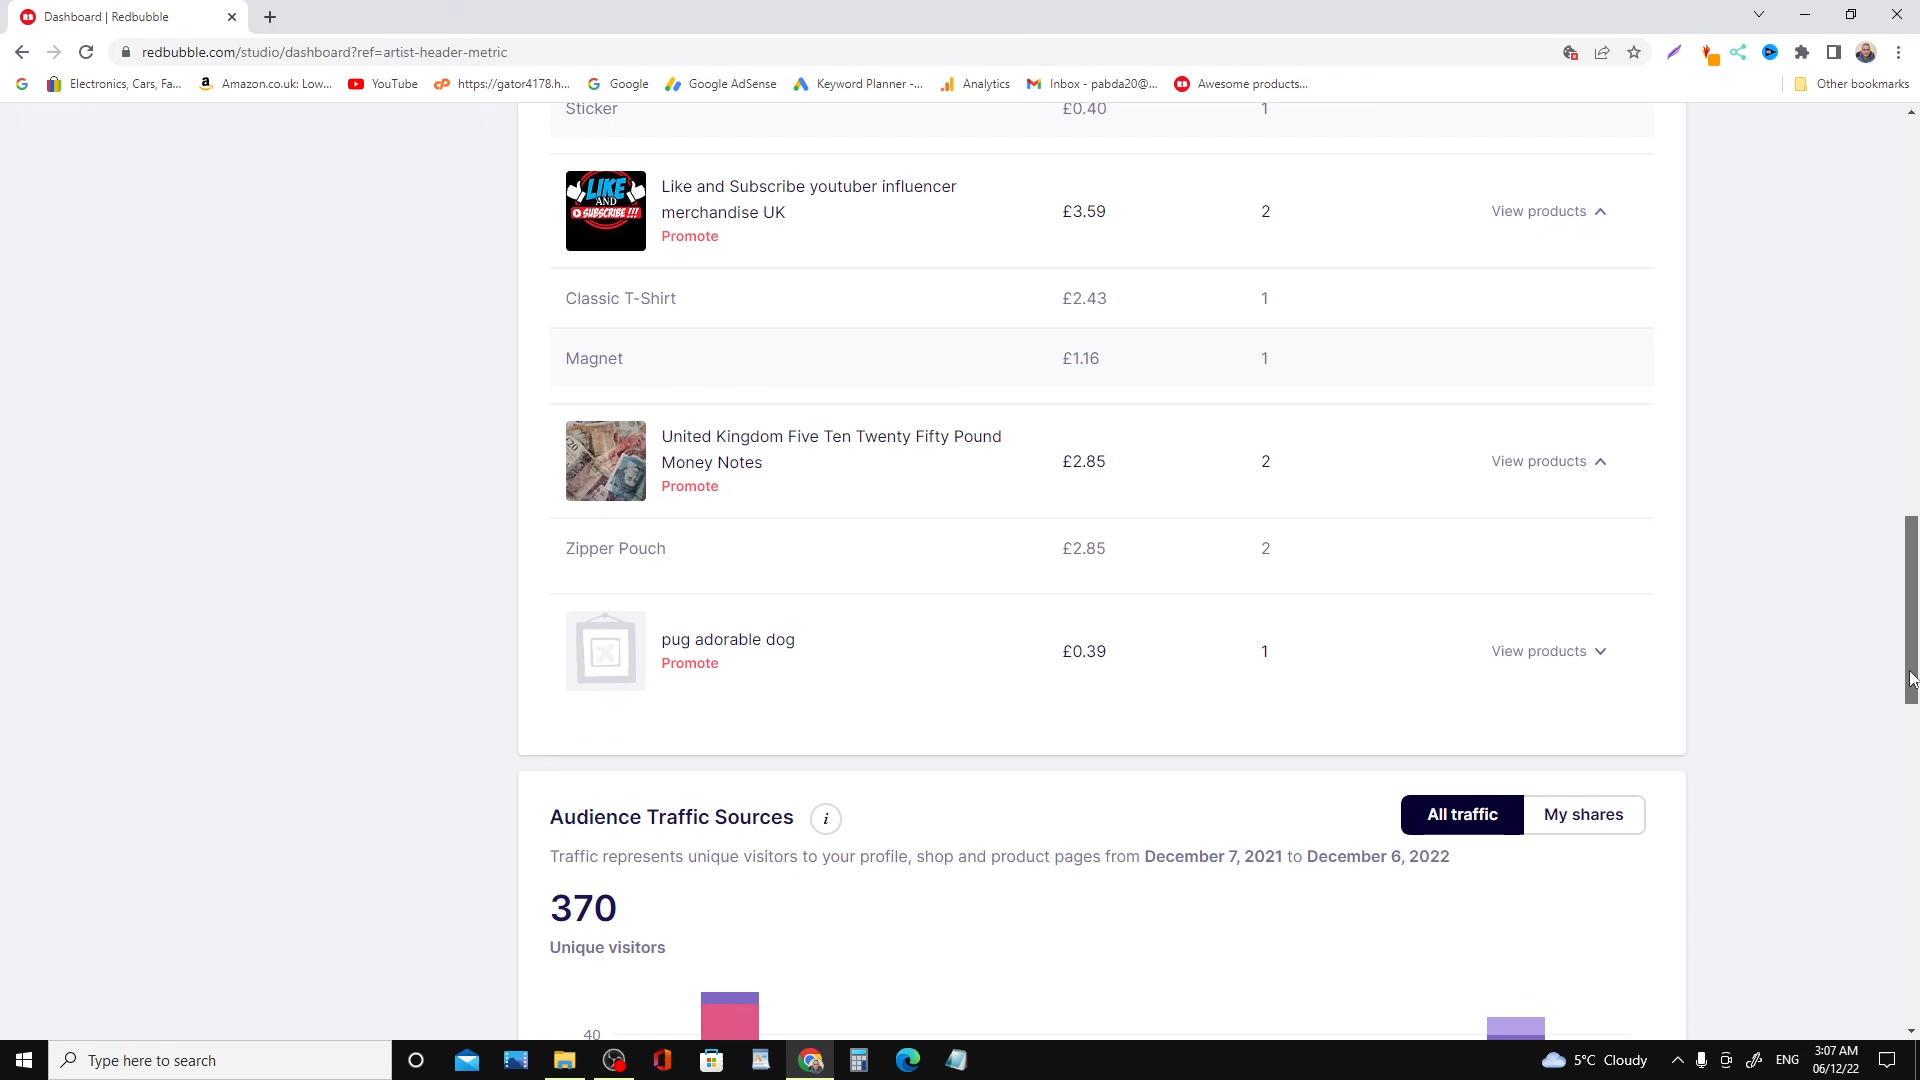 Dashboard | Redbubble
redbubble.com/studio/dashboard?ref=artist-header-metric
Electronics, Cars, Fa... Amazon.co.uk: Low... YouTube https://gator4178.h... Google Google AdSense Keyword Planner -... Analytics Inbox - pabda20@... Awesome products... Other bookmarks
Sticker £0.40 1
LIKE
AND
SUBSCRIBE !!!
Like and Subscribe youtuber influencer
merchandise UK
£3.59 2 View products
Promote
Classic T-Shirt £2.43 1
Magnet £1.16 1
United Kingdom Five Ten Twenty Fifty Pound
Money Notes
£2.85 2 View products
Promote
Zipper Pouch £2.85 2
pug adorable dog
£0.39 1 View products
Promote
Audience Traffic Sources i All traffic My shares
Traffic represents unique visitors to your profile, shop and product pages from December 7, 2021 to December 6, 2022
370
Unique visitors
40
Type here to search 5°C Cloudy ENG 3:07 AM
06/12/22